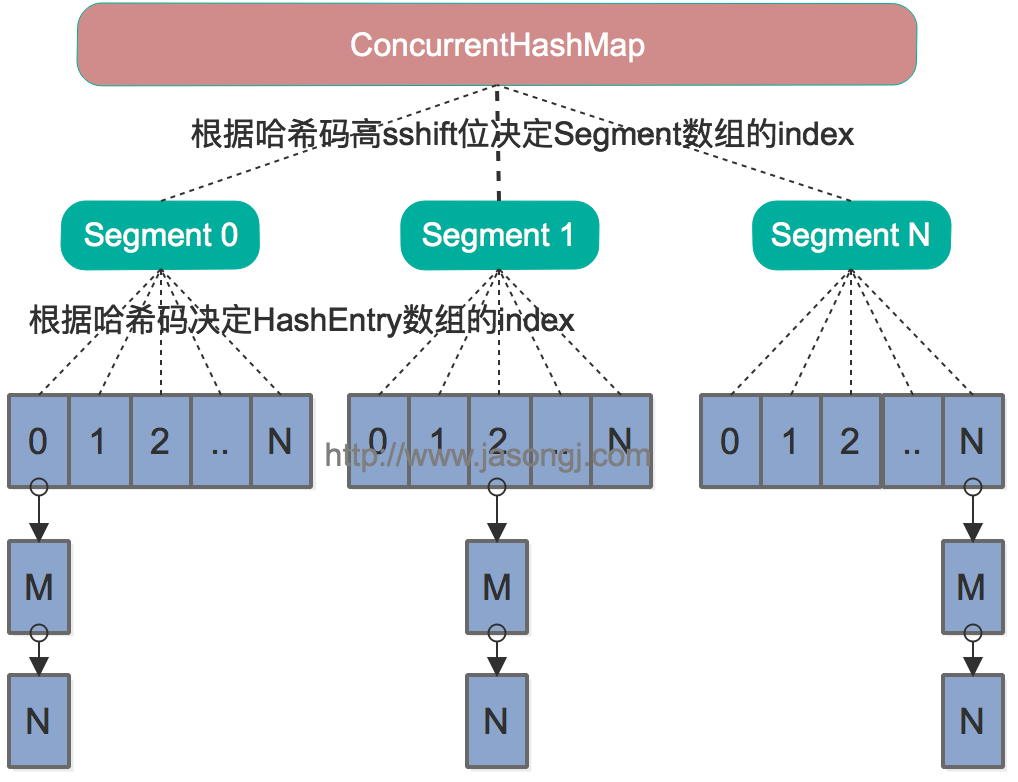 ConcurrentHashMap
根据哈希码高sshift位决定Segment数组的index
Segment 0
Segment 1
Segment N
根据哈希码决定HashEntry数组的index
0 1 2 .. N
0 1 2 .. N
0 1 2 .. N
http://www.jasongj.com
M
M
M
N
N
N